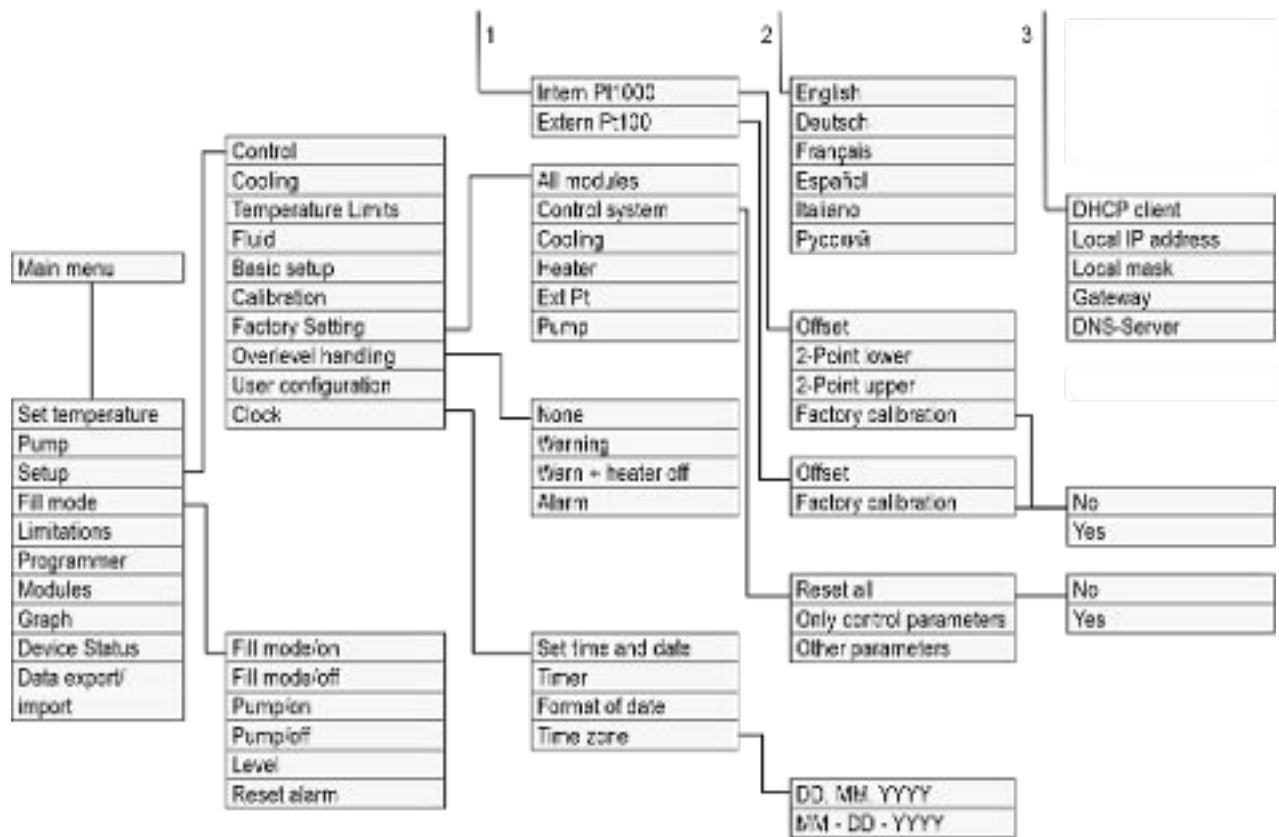 1
2
3
Intern Pt1000
Extern Pt100
English
Deutsch
Français
Español
Italiano
Русский
Control
Cooling
Temperature Limits
Fluid
Basic setup
Calibration
Factory Setting
Overlevel handling
User configuration
Clock
All modules
Control system
Cooling
Heater
Ext Pt
Pump
DHCP client
Local IP address
Local mask
Gateway
DNS-Server
Main menu
Set temperature
Pump
Setup
Fill mode
Limitations
Programmer
Modules
Graph
Device Status
Data export/
import
None
Warning
Warn + heater off
Alarm
Offset
2-Point lower
2-Point upper
Factory calibration
Offset
Factory calibration
No
Yes
Reset all
Only control parameters
Other parameters
No
Yes
Fill mode/on
Fill mode/off
Pump/on
Pump/off
Level
Reset alarm
Set time and date
Timer
Format of date
Time zone
DD. MM. YYYY
MM - DD - YYYY